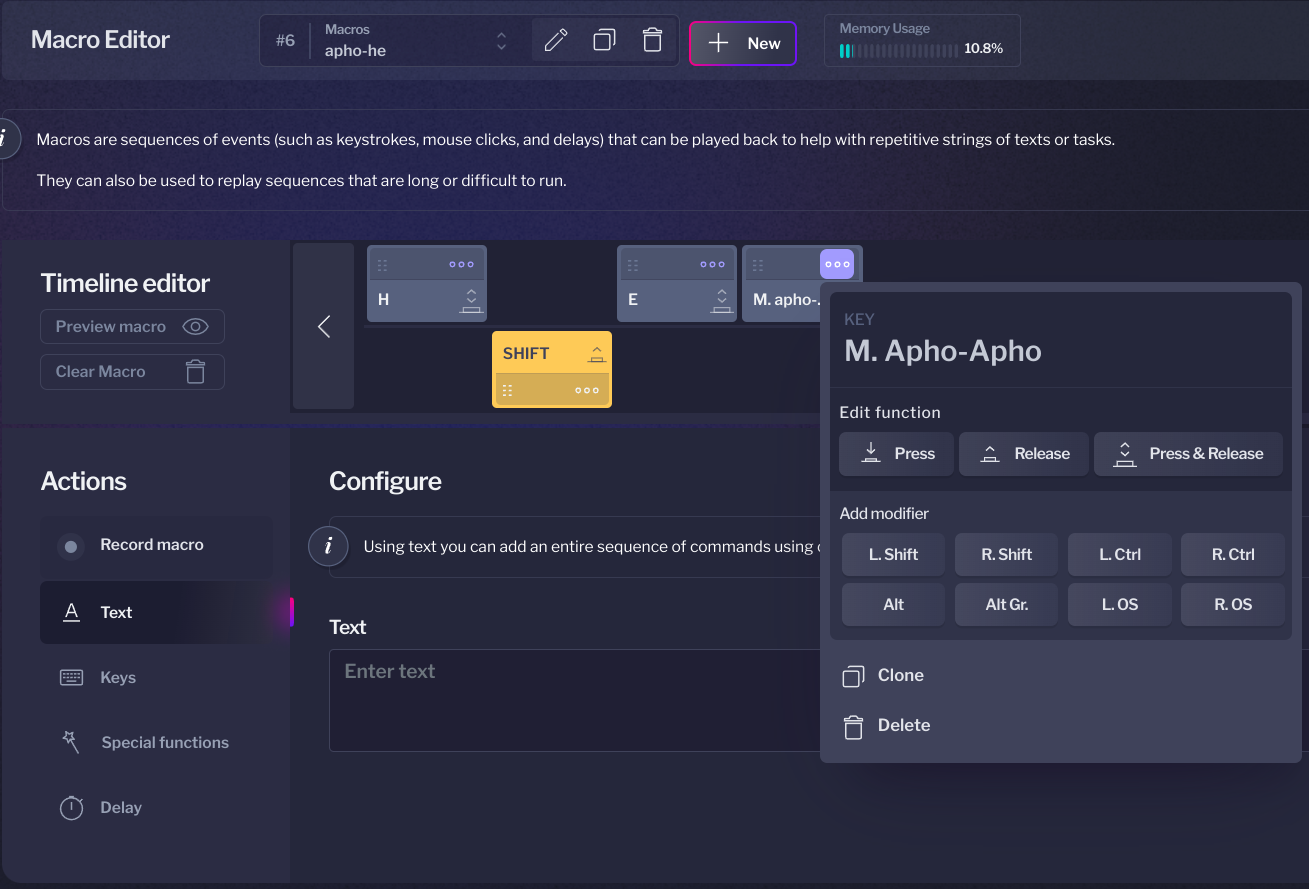 Macro Editor
#6
Macros
apho-he
New
Memory Usage
10.8%
i
Macros are sequences of events (such as keystrokes, mouse clicks, and delays) that can be played back to help with repetitive strings of texts or tasks.
They can also be used to replay sequences that are long or difficult to run.
Timeline editor
Preview macro
Clear Macro
H
SHIFT
E
M. apho-
KEY
M. Apho-Apho
Edit function
Press
Release
Press & Release
Add modifier
L. Shift
R. Shift
L. Ctrl
R. Ctrl
Alt
Alt Gr.
L. OS
R. OS
Clone
Delete
Actions
Record macro
A Text
Keys
Special functions
Delay
Configure
i
Using text you can add an entire sequence of commands using
Text
Enter text